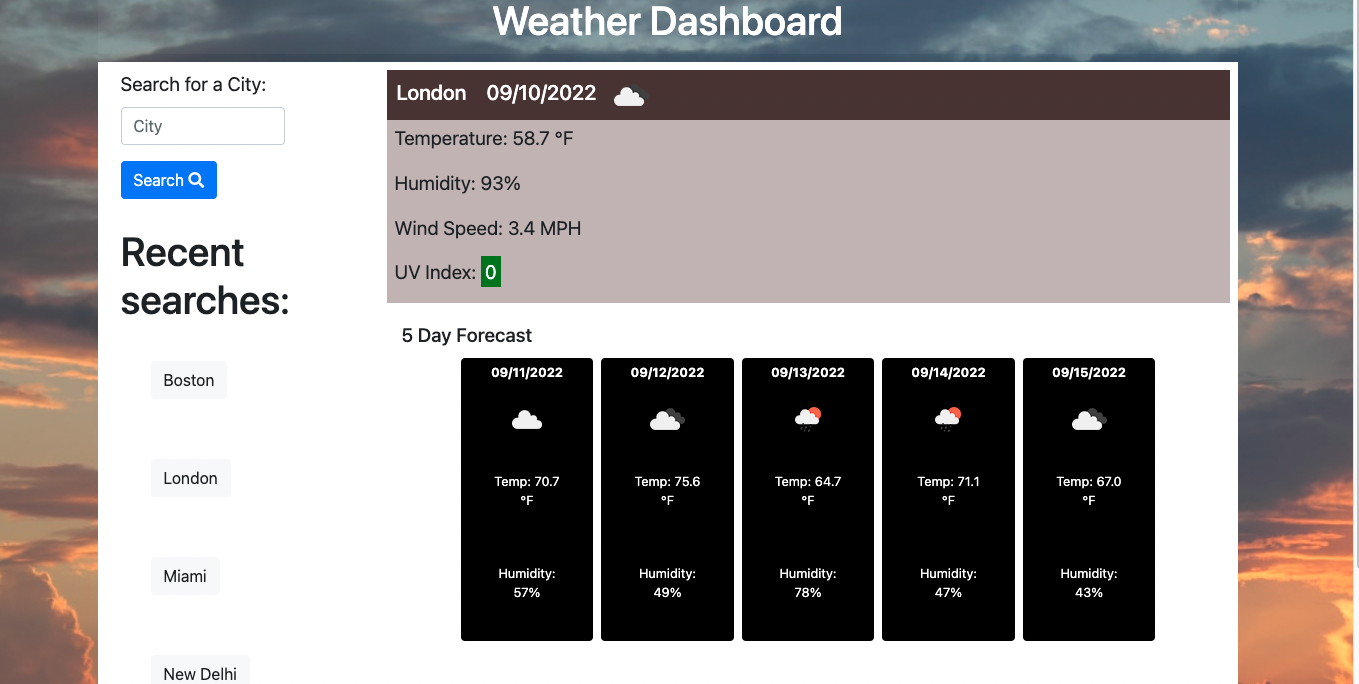 Weather Dashboard
Search for a City:
City
Search
Recent
searches:
Boston
London
Miami
New Delhi
London 09/10/2022
Temperature: 58.7 °F
Humidity: 93%
Wind Speed: 3.4 MPH
UV Index: 0
5 Day Forecast
09/11/2022
Temp: 70.7
°F
Humidity:
57%
09/12/2022
Temp: 75.6
°F
Humidity:
49%
09/13/2022
Temp: 64.7
°F
Humidity:
78%
09/14/2022
Temp: 71.1
°F
Humidity:
47%
09/15/2022
Temp: 67.0
°F
Humidity:
43%